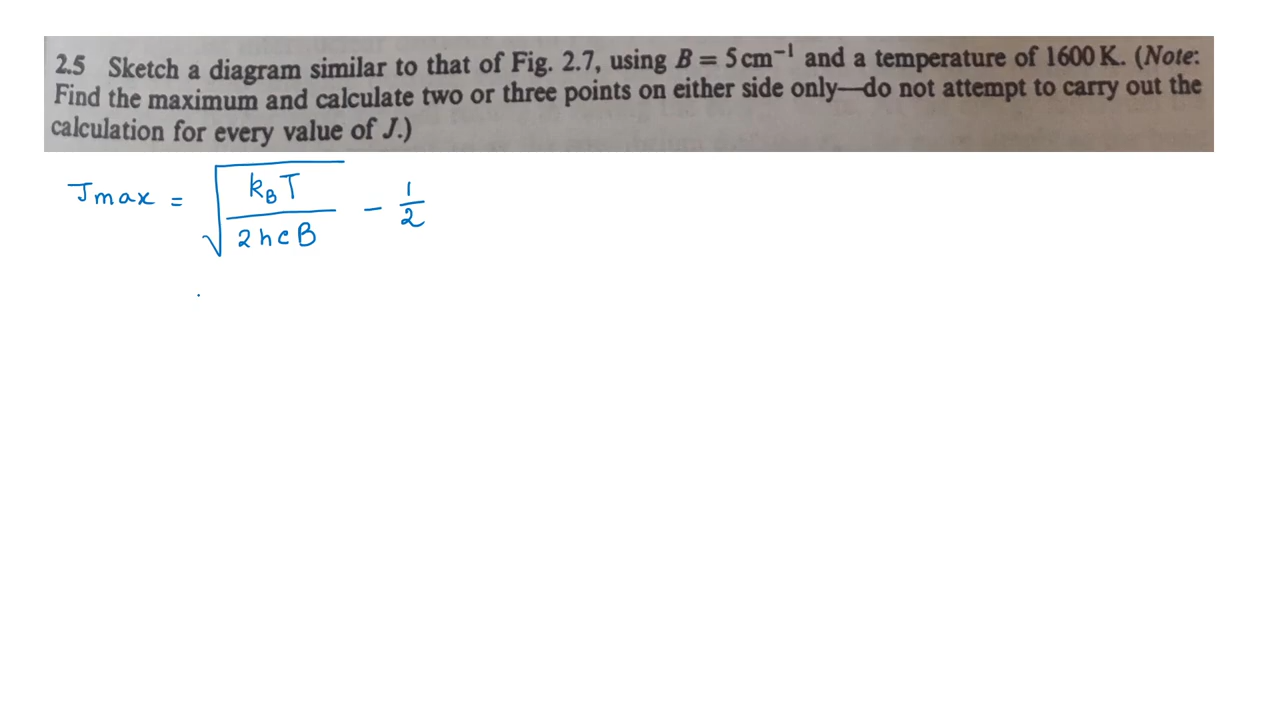 2.5 Sketch a diagram similar to that of Fig. 2.7, using B = 5 cm⁻¹ and a temperature of 1600 K. (Note:
Find the maximum and calculate two or three points on either side only—do not attempt to carry out the
calculation for every value of J.)
Jmax = √(kBT / 2hcB) - 1/2